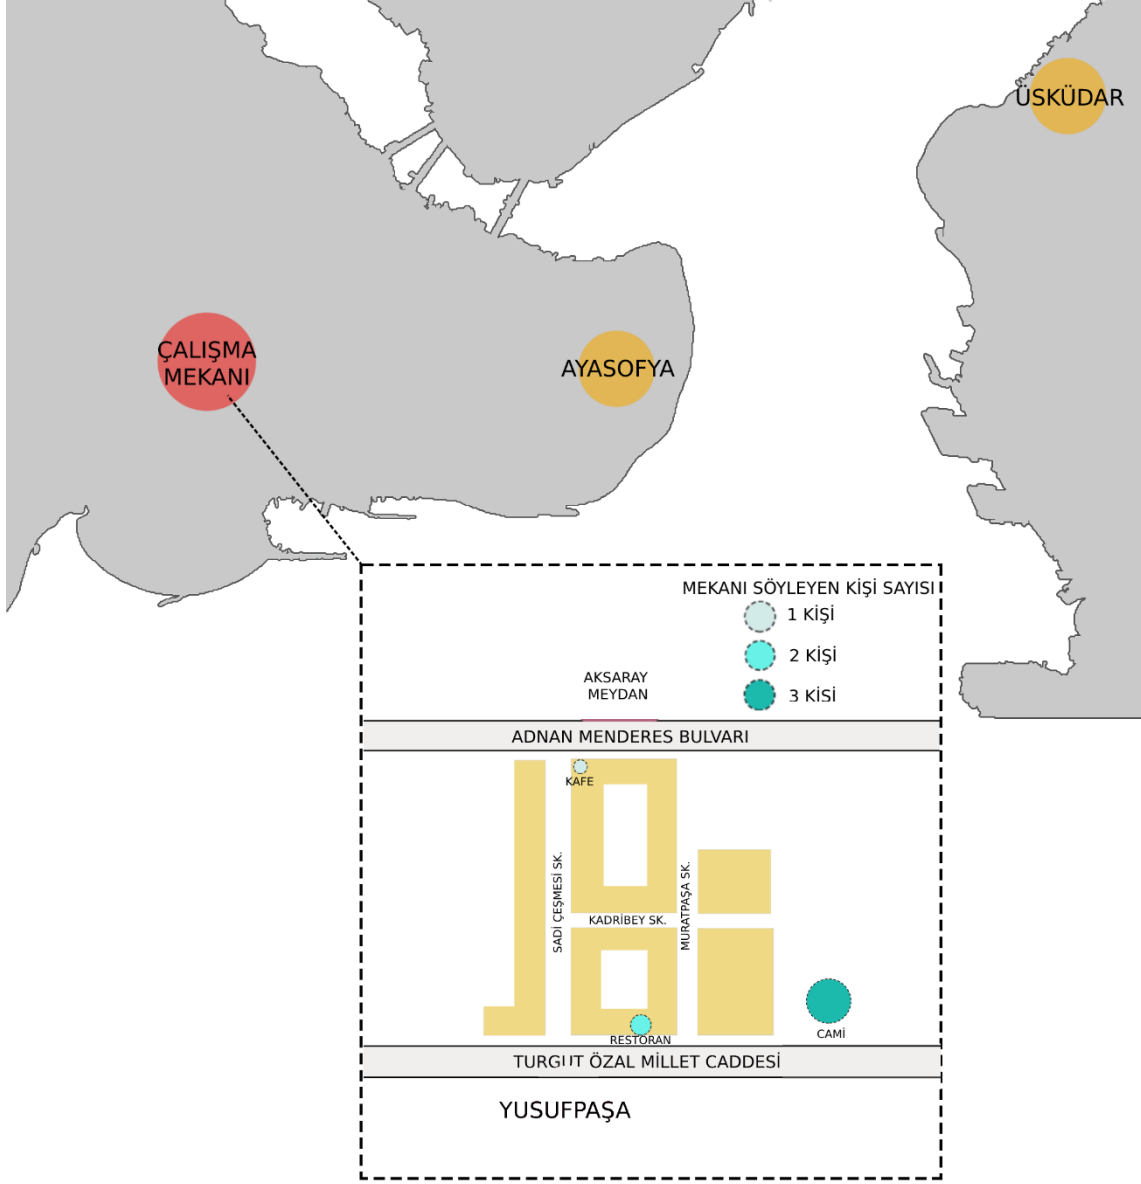 ÜSKÜDAR
ÇALIŞMA
MEKANI
AYASOFYA
MEKANI SÖYLEYEN KİŞİ SAYISI
1 KİŞİ
2 KİŞİ
3 KİSİ
AKSARAY
MEYDAN
ADNAN MENDERES BULVARI
KAFE
SADİ ÇEŞMESİ SK.
MURATPAŞA SK.
KADRIBEY SK.
CAMİ
RESTORAN
TURGUT ÖZAL MİLLET CADDESİ
YUSUFPAŞA